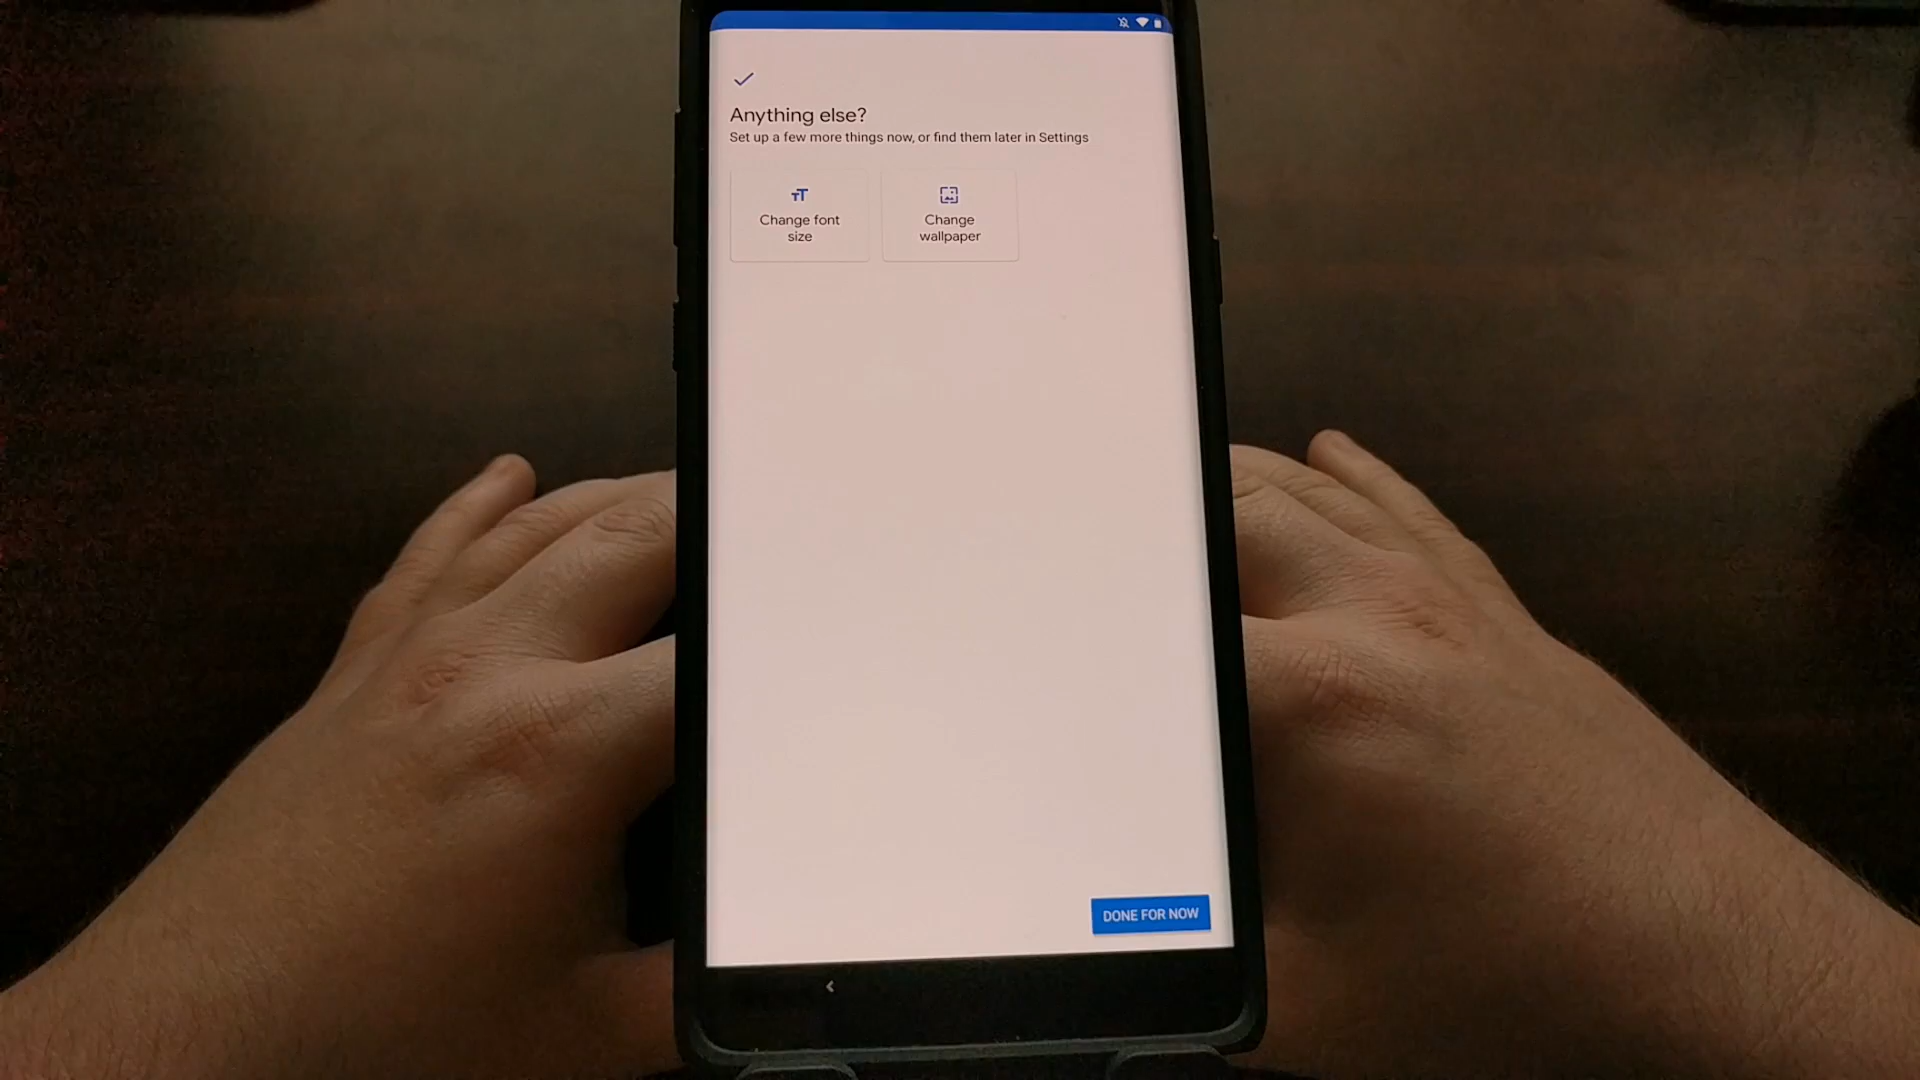 Anything else?
Set up a few more things now, or find them later in Settings
Change font
size
Change
wallpaper
DONE FOR NOW